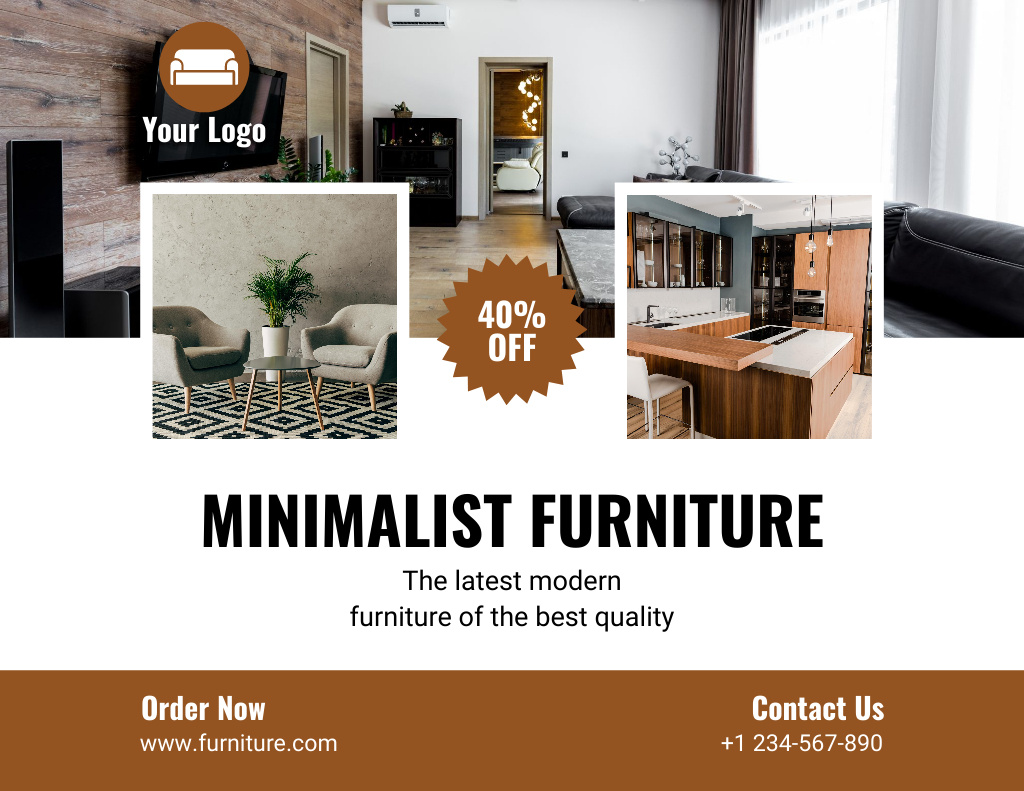 Your Logo
40%
OFF
MINIMALIST FURNITURE
The latest modern
furniture of the best quality
Order Now
www.furniture.com
Contact Us
+1 234-567-890